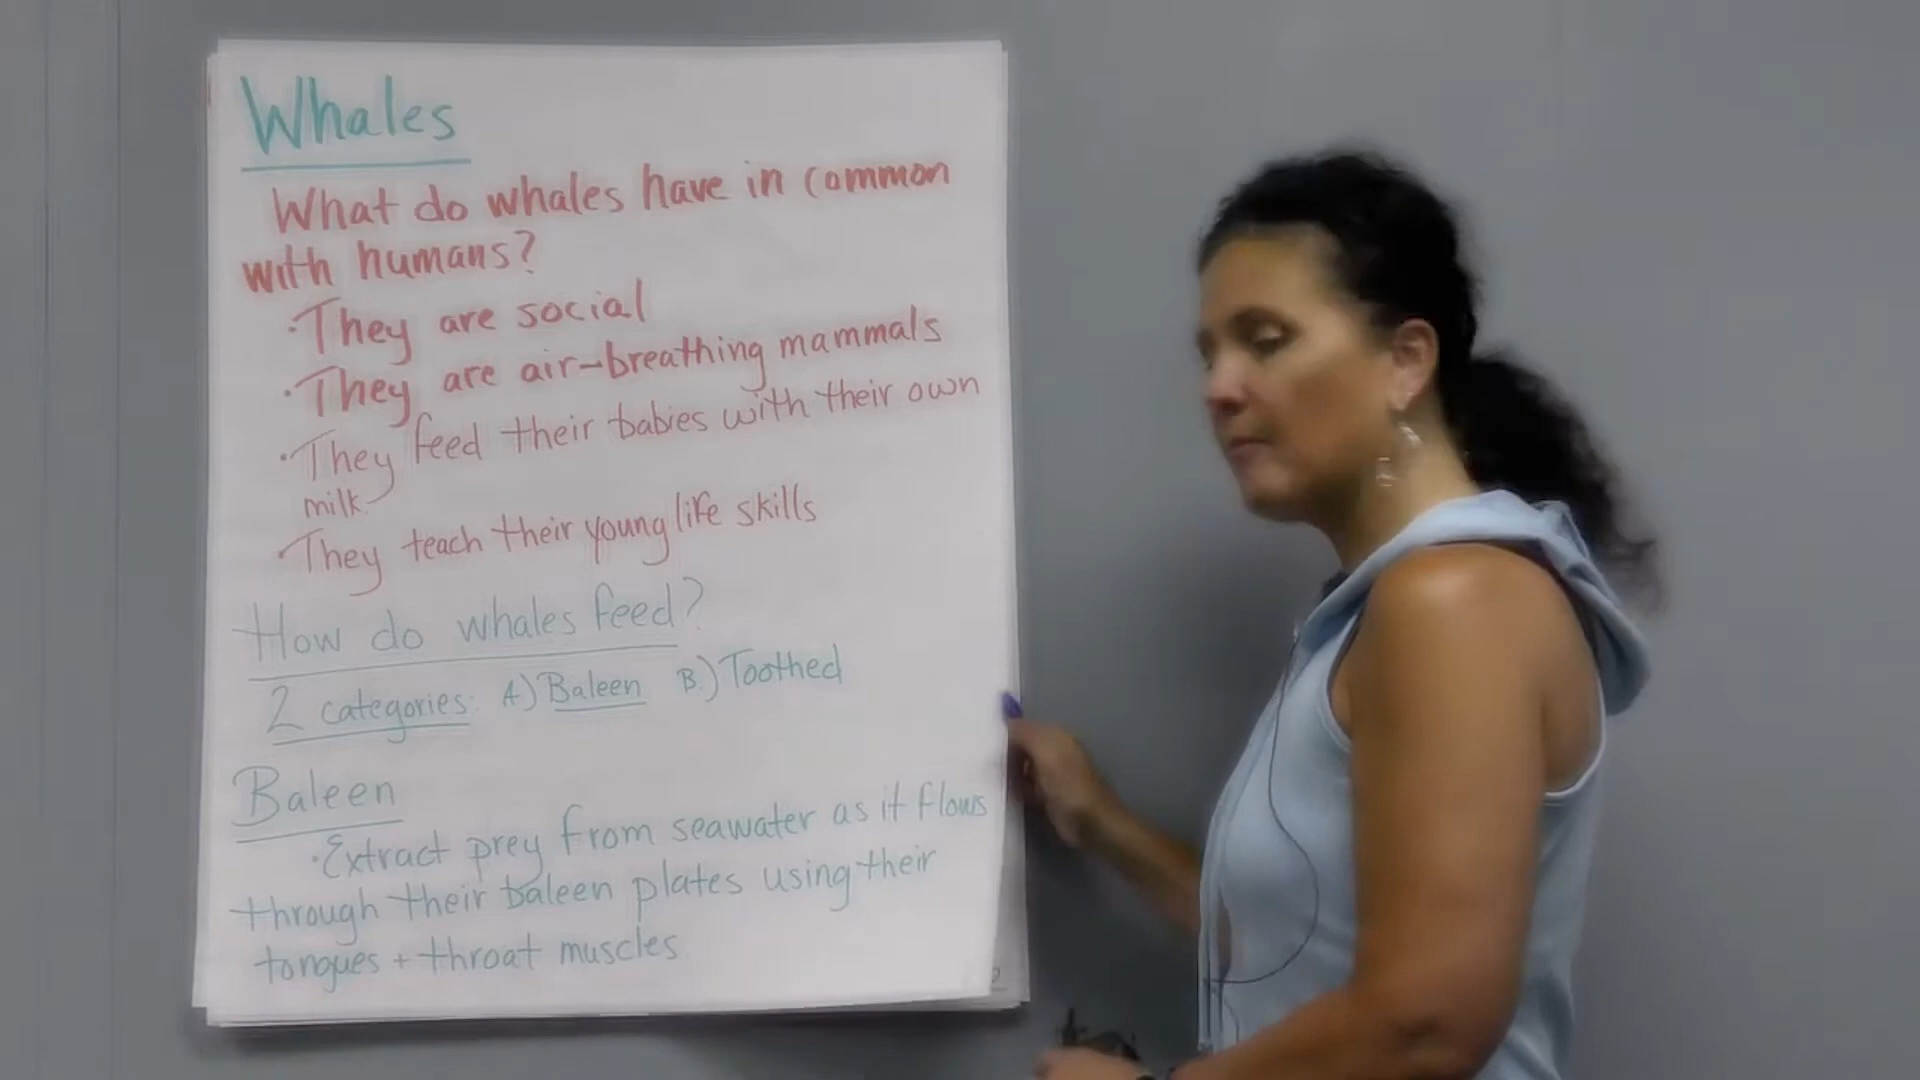 Whales
What do whales have in common
with humans?
·They are social
·They are air-breathing mammals
·They feed their babies with their own
milk.
·They teach their young life skills
How do whales feed?
2 categories: A.) Baleen B.) Toothed
Baleen
·Extract prey from seawater as it flows
through their baleen plates using their
tongues + throat muscles